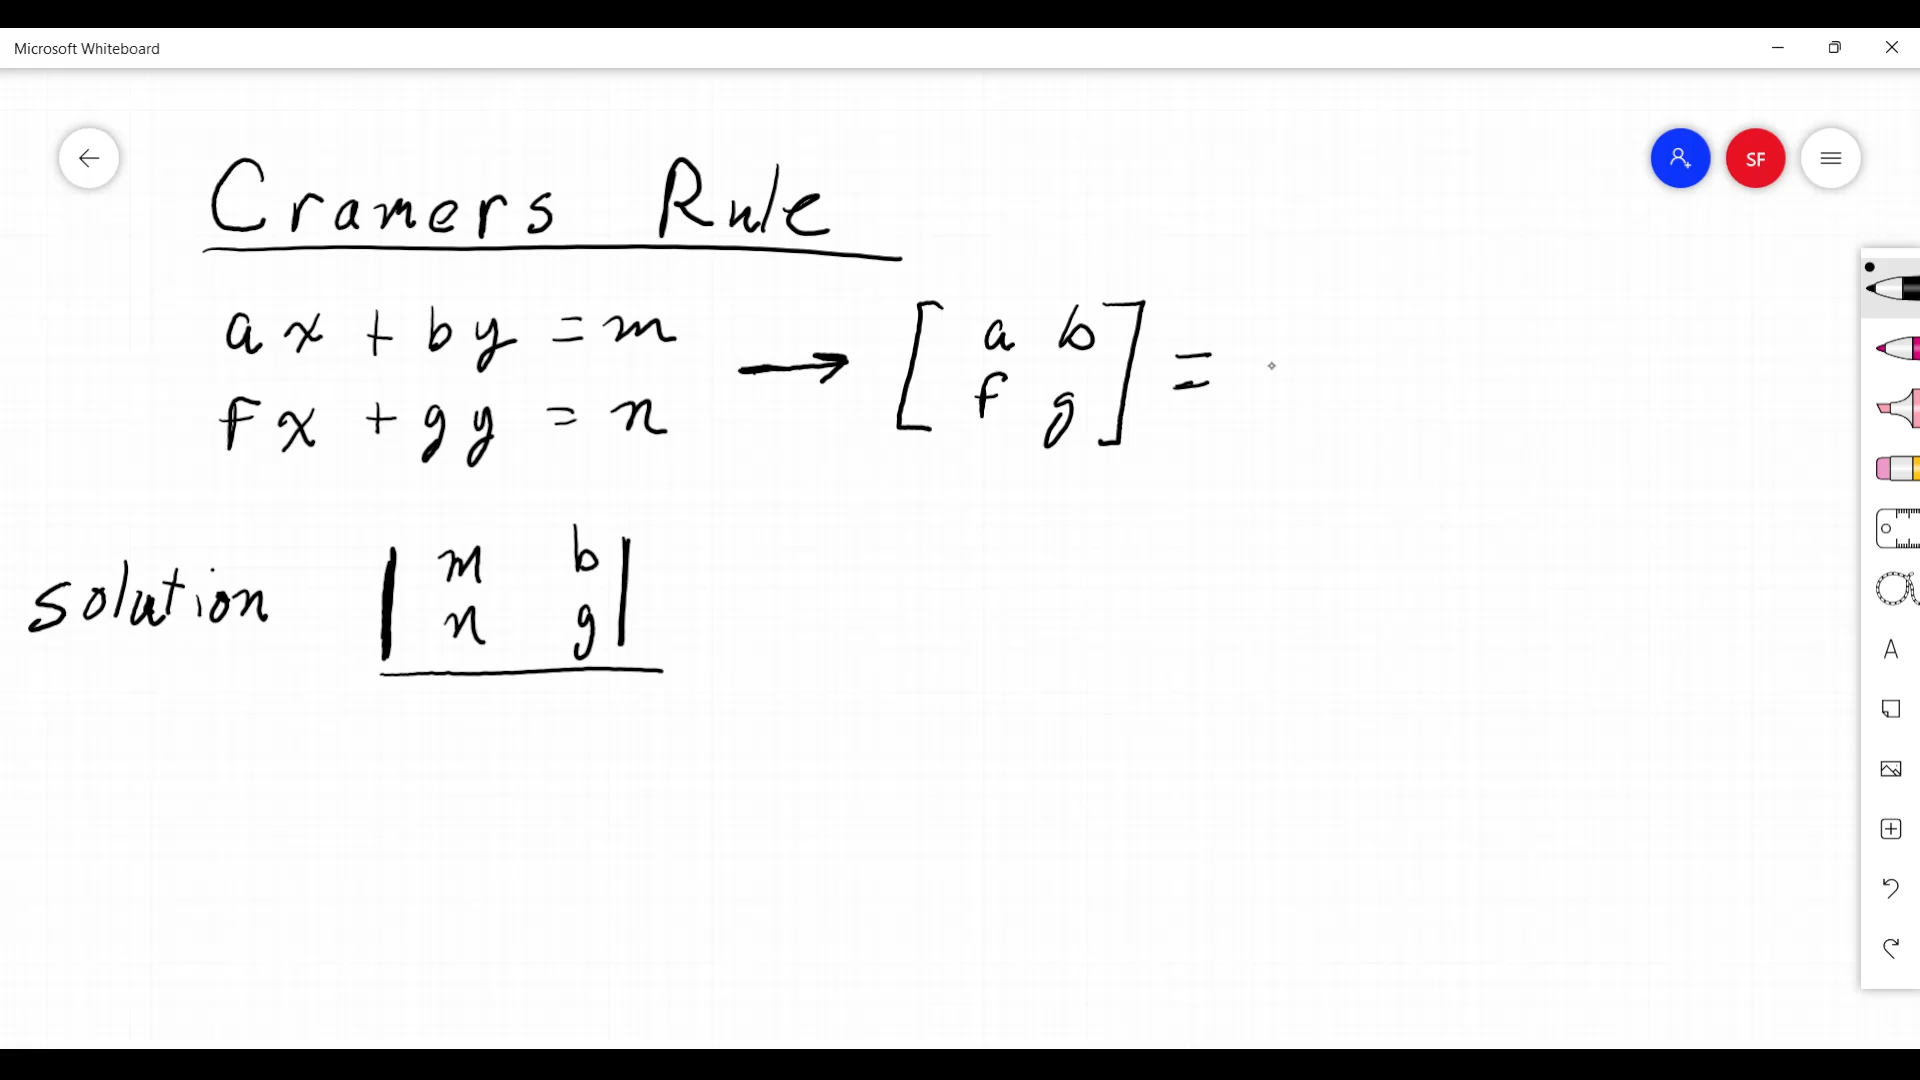 Microsoft Whiteboard
SF
Cramers Rule
ax + by = m
fx + gy = n
→ [ a b
f g ] =
solution
| m b |
| n g |
A